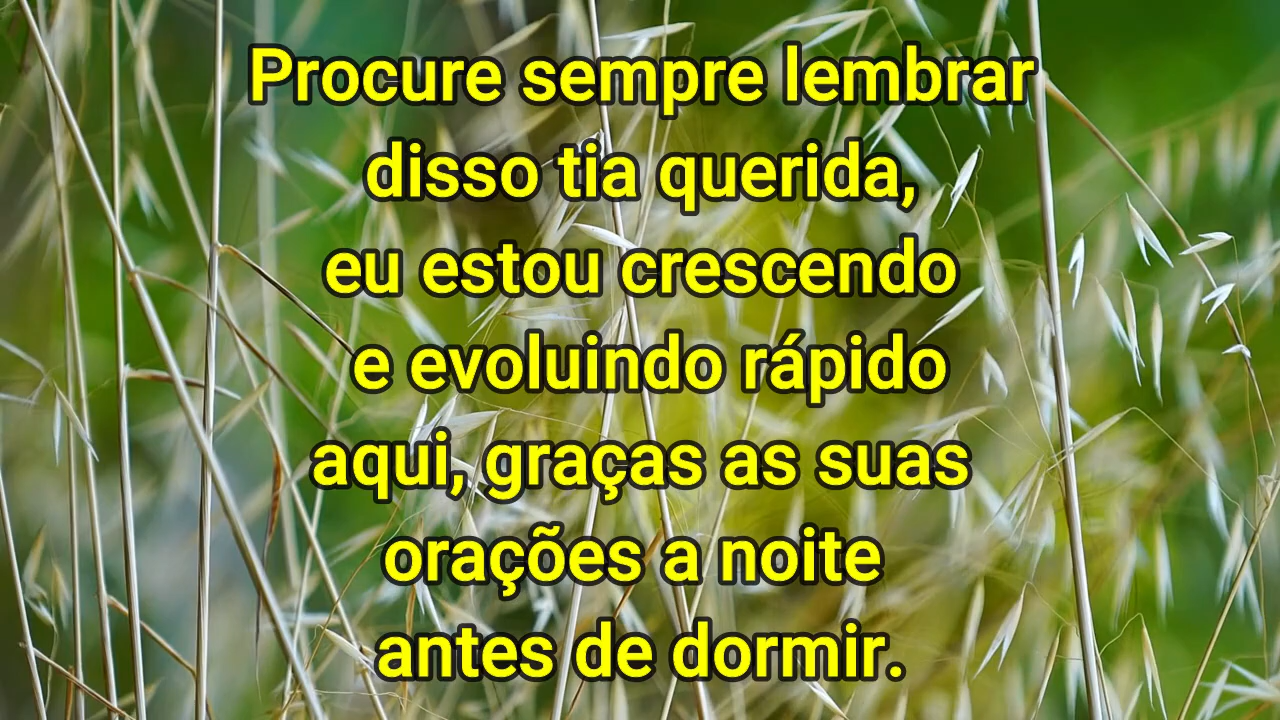 Procure sempre lembrar
disso tia querida,
eu estou crescendo
e evoluindo rápido
aqui, graças as suas
orações a noite
antes de dormir.